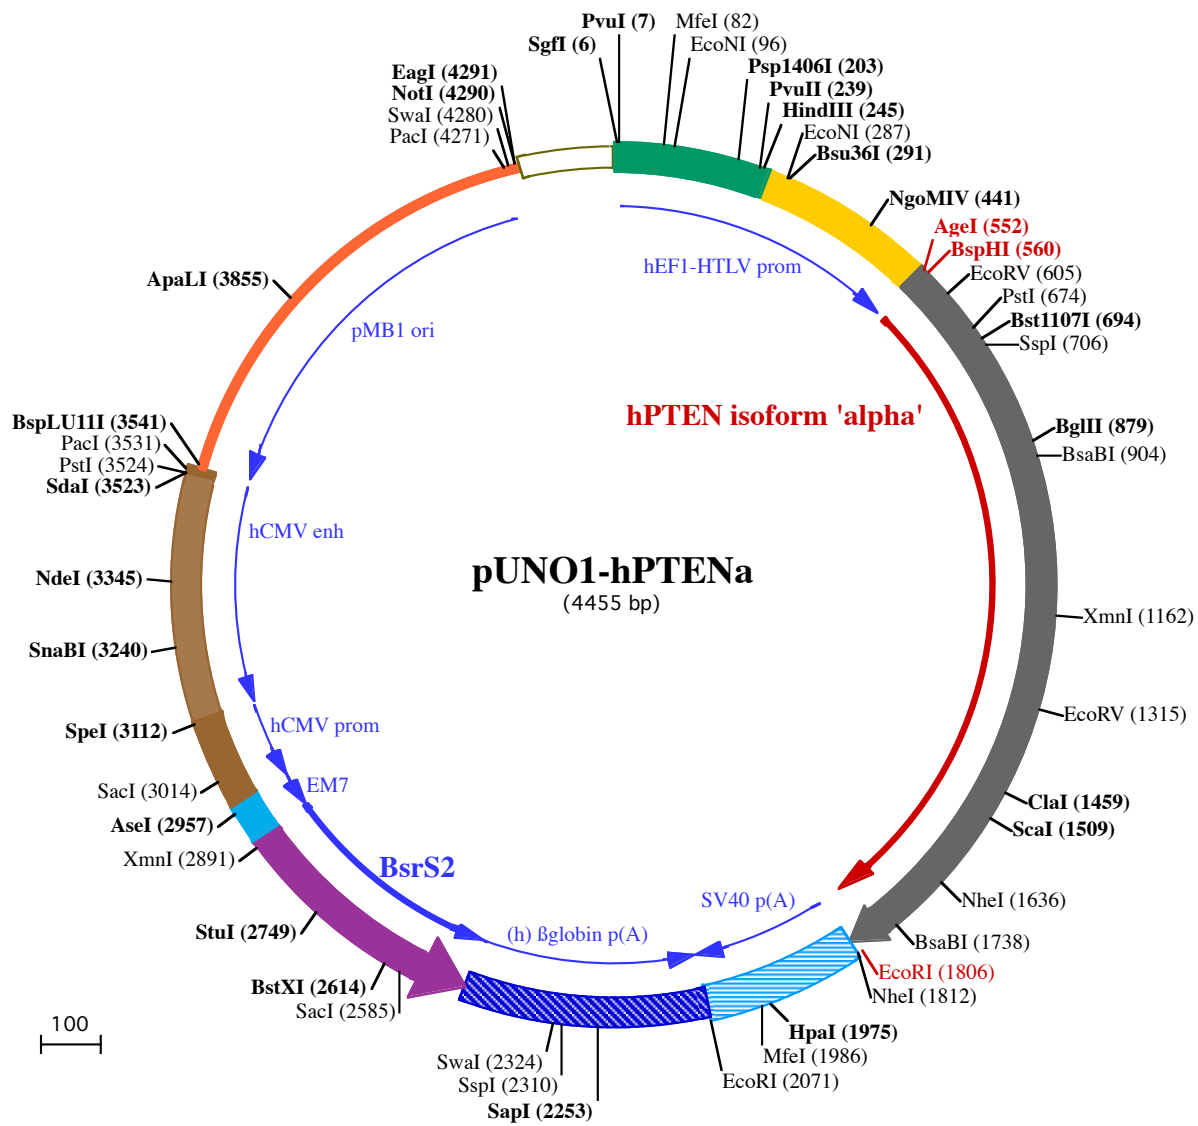 PvuI (7)
SgfI (6)
MfeI (82)
EcoNI (96)
Psp1406I (203)
PvuII (239)
HindIII (245)
EcoNI (287)
Bsu36I (291)
NgoMIV (441)
AgeI (552)
BspHI (560)
EcoRV (605)
PstI (674)
Bst1107I (694)
SspI (706)
BglII (879)
BsaBI (904)
XmnI (1162)
EcoRV (1315)
ClaI (1459)
ScaI (1509)
NheI (1636)
BsaBI (1738)
EcoRI (1806)
NheI (1812)
HpaI (1975)
MfeI (1986)
EcoRI (2071)
SapI (2253)
SspI (2310)
SwaI (2324)
SacI (2585)
BstXI (2614)
StuI (2749)
XmnI (2891)
AseI (2957)
SacI (3014)
SpeI (3112)
SnaBI (3240)
NdeI (3345)
SdaI (3523)
PstI (3524)
PacI (3531)
BspLU11I (3541)
ApaLI (3855)
PacI (4271)
SwaI (4280)
NotI (4290)
EagI (4291)
hEF1-HTLV prom
hPTEN isoform 'alpha'
SV40 p(A)
(h) ßglobin p(A)
BsrS2
EM7
hCMV prom
hCMV enh
pMB1 ori
pUNO1-hPTENa
(4455 bp)
100